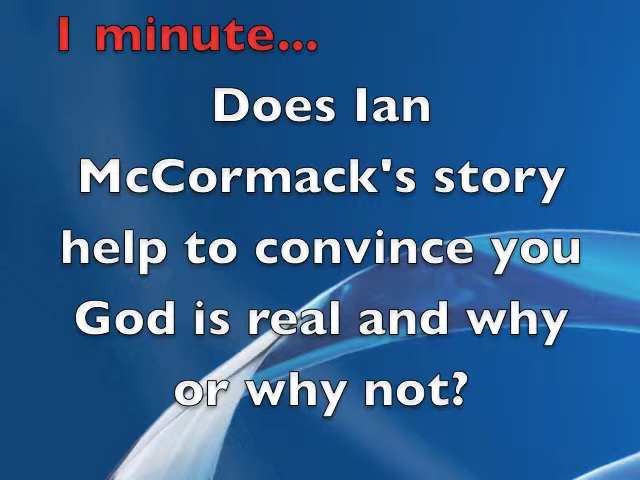 1 minute...
Does Ian
McCormack's story
help to convince you
God is real and why
or why not?